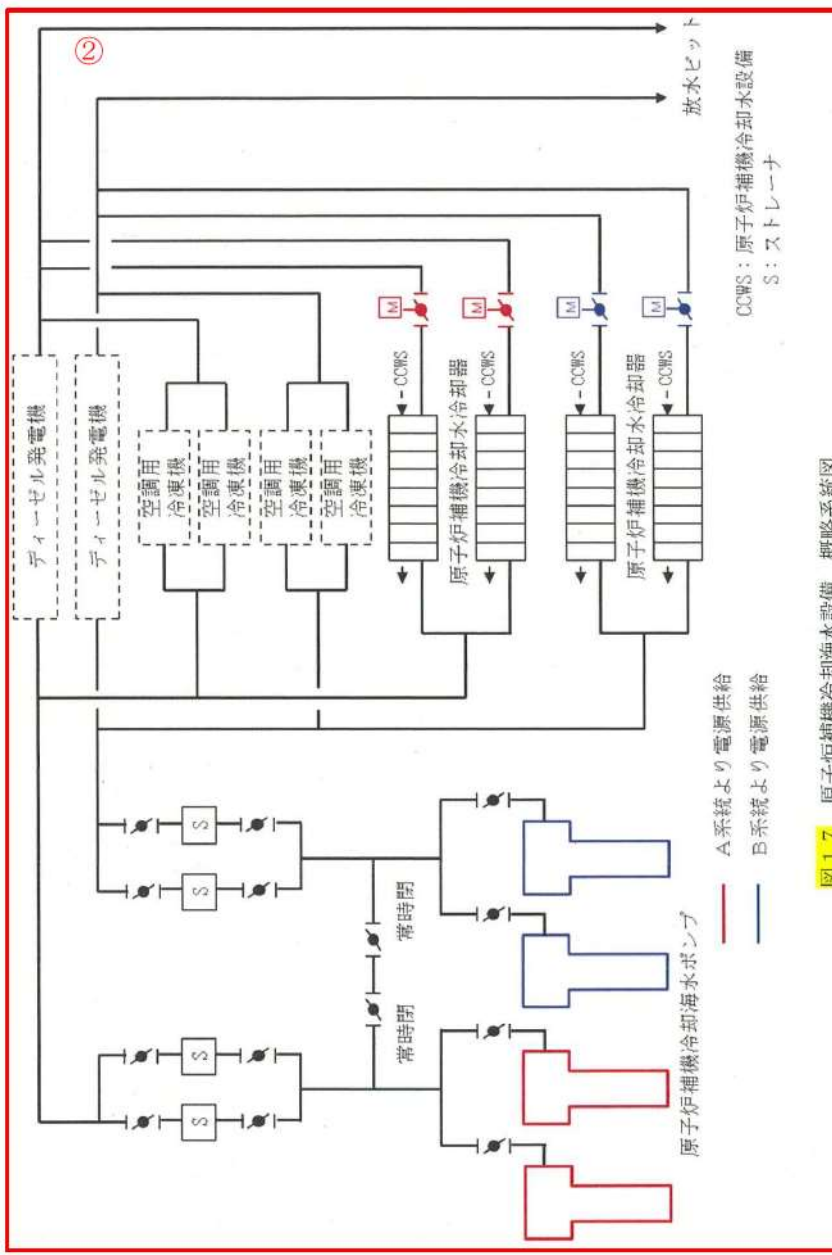 ②
ディーゼル発電機
ディーゼル発電機
空調用
冷凍機
空調用
冷凍機
空調用
冷凍機
空調用
冷凍機
M
←CCWS
原子炉補機冷却水冷却器
M
←CCWS
M
←CCWS
原子炉補機冷却水冷却器
M
←CCWS
放水ピット
S
S
S
S
常時閉
常時閉
原子炉補機冷却海水ポンプ
A系統より電源供給
B系統より電源供給
CCWS：原子炉補機冷却水設備
S：ストレーナ
図17 原子炉補機冷却海水設備 概略系統図